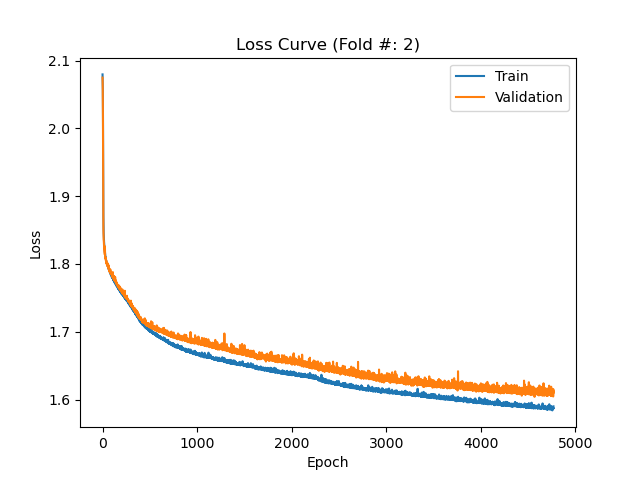 Loss Curve (Fold #: 2)
Train
Validation
2.1
2.0
1.9
1.8
1.7
1.6
Loss
0
1000
2000
3000
4000
5000
Epoch